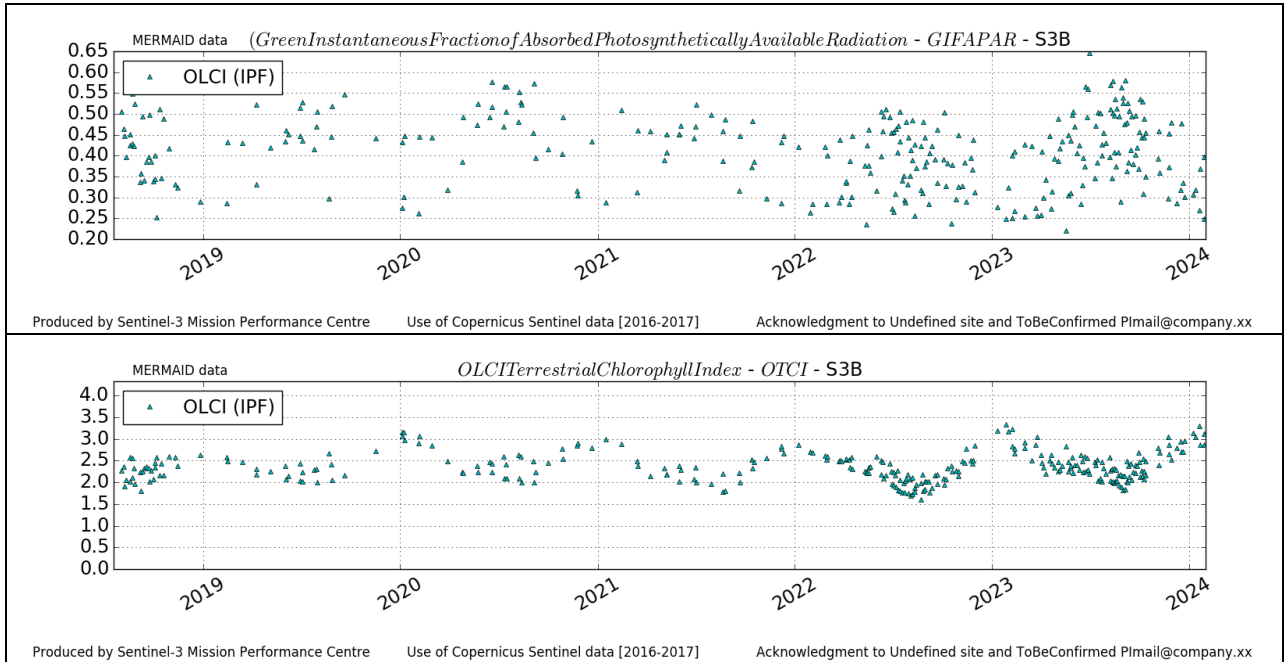 MERMAID data (GreenInstantaneousFractionofAbsorbedPhotosyntheticallyAvailableRadiation - GIFAPAR - S3B
0.65
OLCI (IPF)
0.60
0.55
0.50
0.45
0.40
0.35
0.30
0.25
0.20
2019 2020 2021 2022 2023 2024
Produced by Sentinel-3 Mission Performance Centre Use of Copernicus Sentinel data [2016-2017] Acknowledgment to Undefined site and ToBeConfirmed PImail@company.xx
MERMAID data OLCITerrestrialChlorophyllIndex - OTCI - S3B
4.0
OLCI (IPF)
3.5
3.0
2.5
2.0
1.5
1.0
0.5
0.0
2019 2020 2021 2022 2023 2024
Produced by Sentinel-3 Mission Performance Centre Use of Copernicus Sentinel data [2016-2017] Acknowledgment to Undefined site and ToBeConfirmed PImail@company.xx